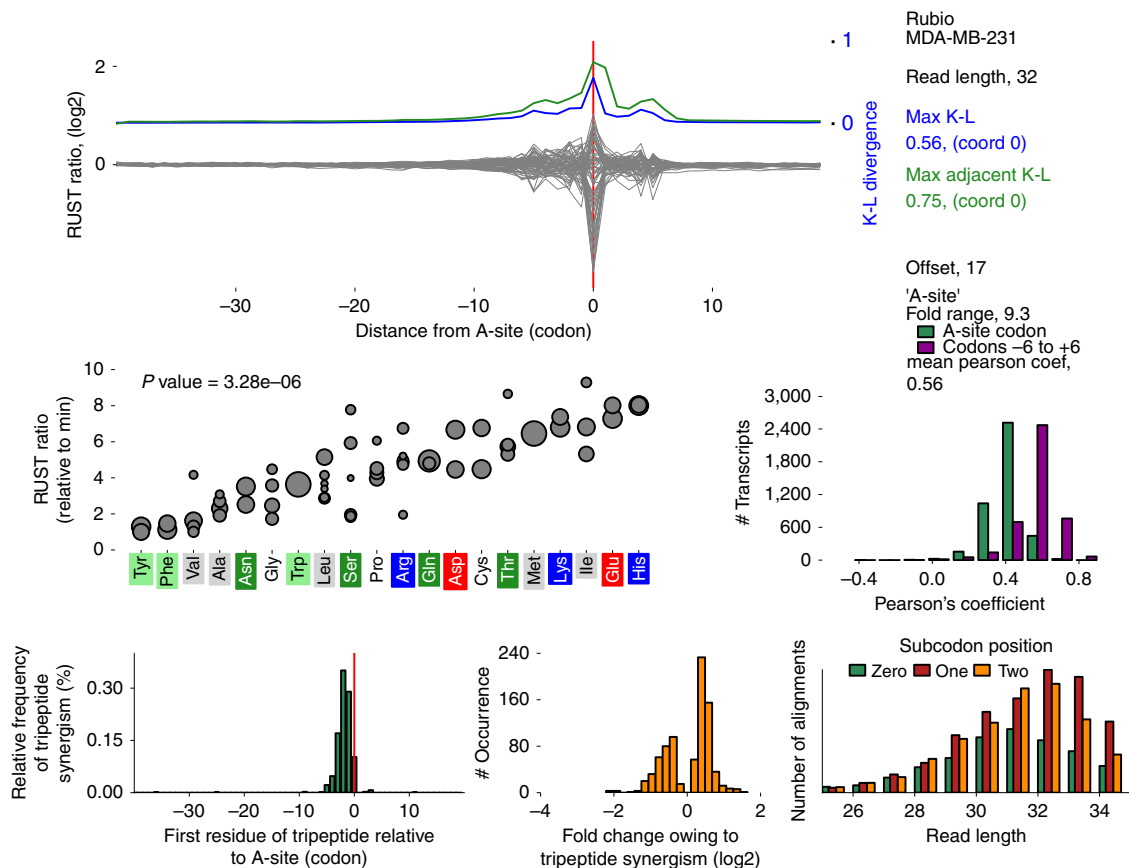 Rubio
MDA-MB-231
Read length, 32
Max K-L
0.56, (coord 0)
Max adjacent K-L
0.75, (coord 0)
Offset, 17
'A-site'
Fold range, 9.3
A-site codon
Codons –6 to +6
mean pearson coef,
0.56
RUST ratio, (log2)
2
0
1
0
K-L divergence
–30
–20
–10
0
10
Distance from A-site (codon)
P value = 3.28e–06
RUST ratio
(relative to min)
10
8
6
4
2
0
Tyr
Phe
Val
Ala
Asn
Gly
Trp
Leu
Ser
Pro
Arg
Gln
Asp
Cys
Thr
Met
Lys
Ile
Glu
His
# Transcripts
3,000
2,400
1,800
1,200
600
0
–0.4
0.0
0.4
0.8
Pearson's coefficient
Relative frequency
of tripeptide
synergism (%)
0.30
0.15
0.00
–30
–20
–10
0
10
First residue of tripeptide relative
to A-site (codon)
# Occurrence
240
160
80
0
–4
–2
0
2
Fold change owing to
tripeptide synergism (log2)
Subcodon position
Zero
One
Two
Number of alignments
26
28
30
32
34
Read length